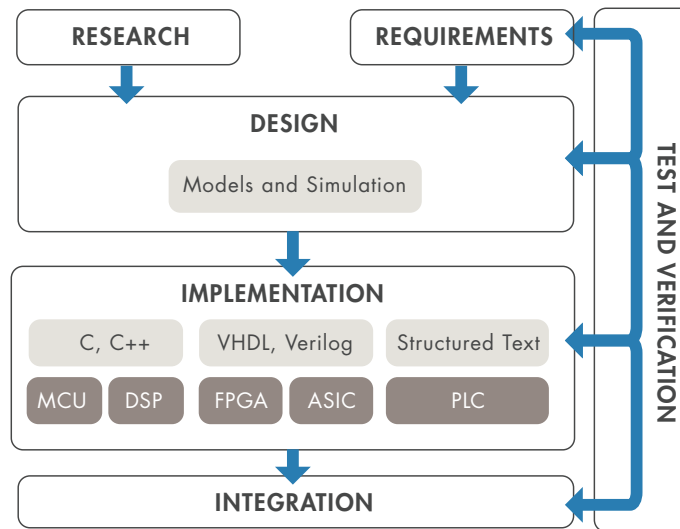 RESEARCH
REQUIREMENTS
DESIGN
Models and Simulation
IMPLEMENTATION
C, C++
VHDL, Verilog
Structured Text
MCU
DSP
FPGA
ASIC
PLC
INTEGRATION
TEST AND VERIFICATION